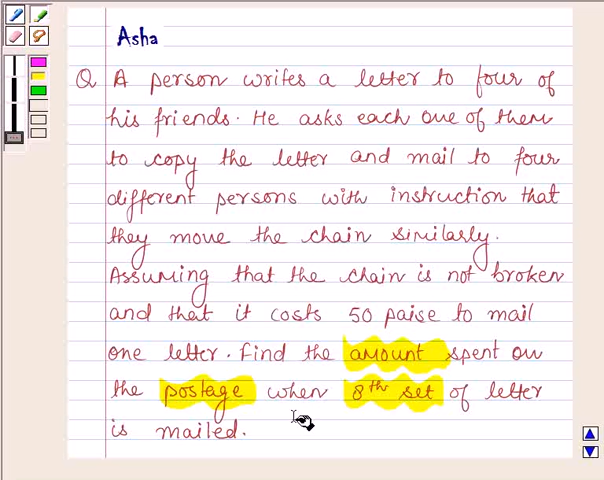 Asha
Q A person writes a letter to four of
his friends. He asks each one of them
to copy the letter and mail to four
different persons with instruction that
they move the chain similarly.
Assuming that the chain is not broken
and that it costs 50 paise to mail
one letter. Find the amount spent on
the postage when 8th set of letter
is mailed.